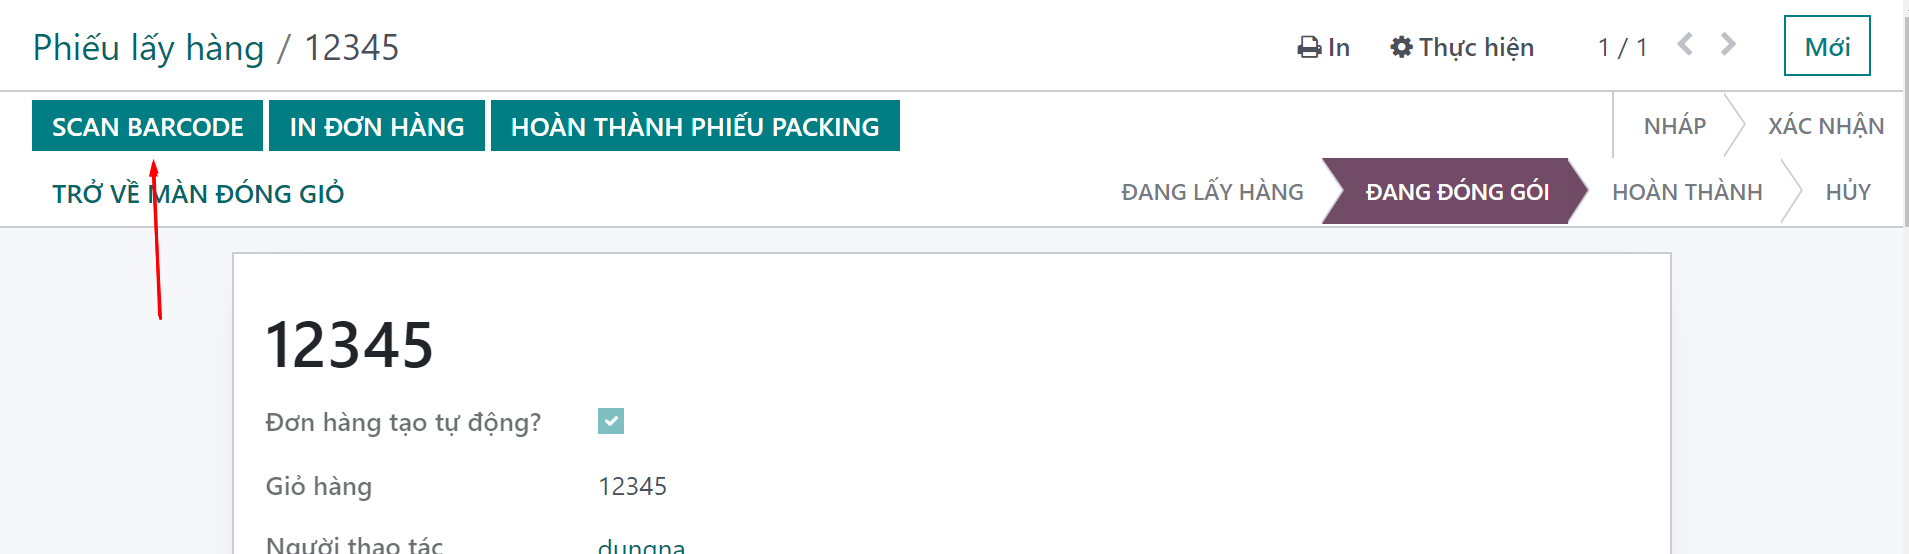 Phiếu lấy hàng / 12345
In
Thực hiện
1 / 1
Mới
SCAN BARCODE
IN ĐƠN HÀNG
HOÀN THÀNH PHIẾU PACKING
NHÁP
XÁC NHẬN
TRỞ VỀ MÀN ĐÓNG GIỎ
ĐANG LẤY HÀNG
ĐANG ĐÓNG GÓI
HOÀN THÀNH
HỦY
12345
Đơn hàng tạo tự động?
Giỏ hàng
12345
Người thao tác
dungna